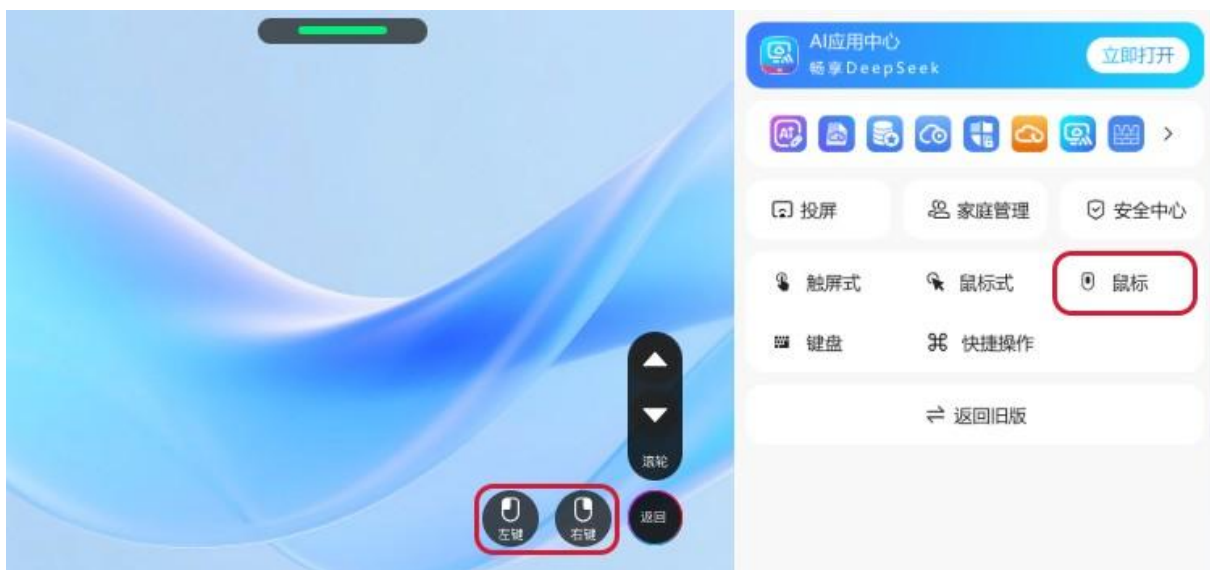 滚轮
左键
右键
返回
AI应用中心
畅享DeepSeek
立即打开
投屏
家庭管理
安全中心
触屏式
鼠标式
鼠标
键盘
快捷操作
返回旧版